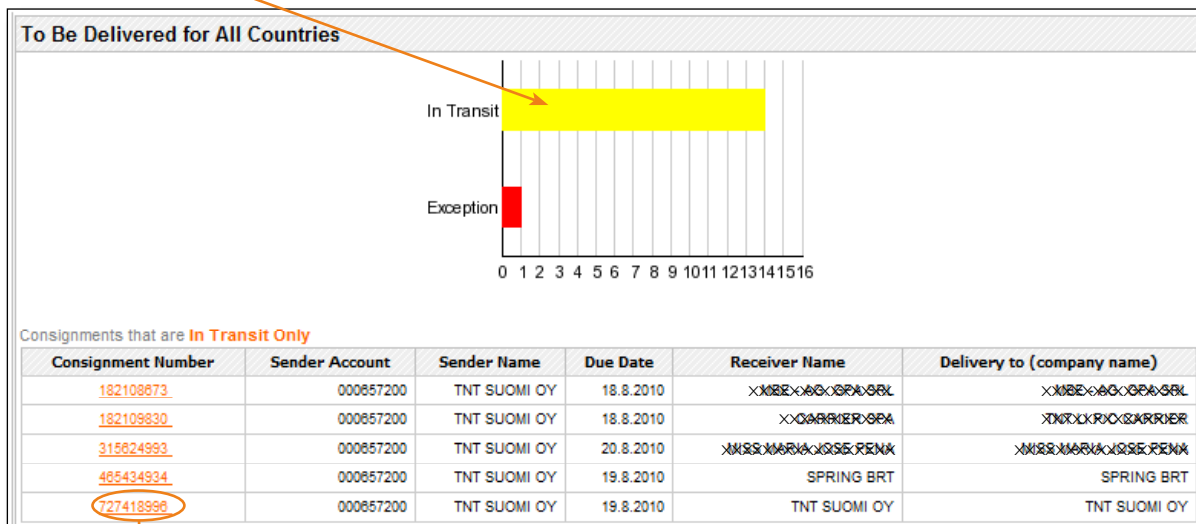 To Be Delivered for All Countries
In Transit
Exception
0 1 2 3 4 5 6 7 8 9 10 11 12 13 14 15 16
Consignments that are In Transit Only
Consignment Number Sender Account Sender Name Due Date Receiver Name Delivery to (company name)
182108673 000657200 TNT SUOMI OY 18.8.2010
182109830 000657200 TNT SUOMI OY 18.8.2010
315624993 000657200 TNT SUOMI OY 20.8.2010
465434934 000657200 TNT SUOMI OY 19.8.2010 SPRING BRT SPRING BRT
727418996 000657200 TNT SUOMI OY 19.8.2010 TNT SUOMI OY TNT SUOMI OY